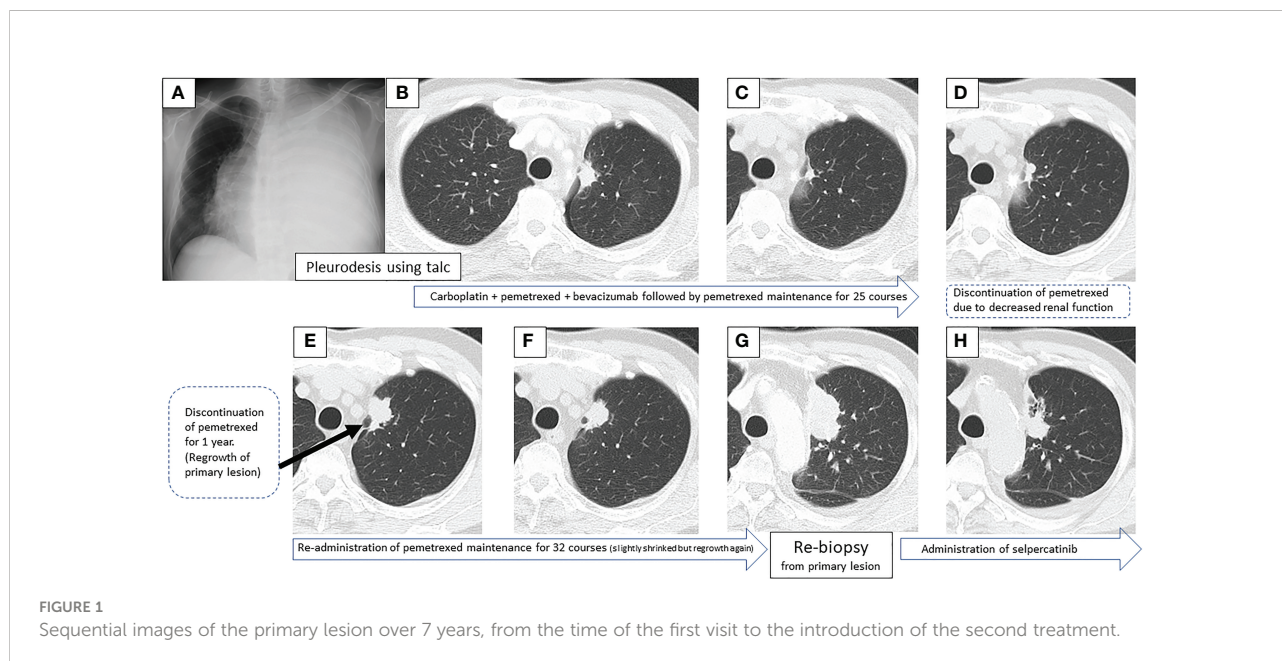 A
B
C
D
Pleurodesis using talc
Carboplatin + pemetrexed + bevacizumab followed by pemetrexed maintenance for 25 courses
Discontinuation of pemetrexed
due to decreased renal function
E
F
G
H
Discontinuation
of pemetrexed
for 1 year.
(Regrowth of
primary lesion)
Re-administration of pemetrexed maintenance for 32 courses (slightly shrinked but regrowth again)
Re-biopsy
from primary lesion
Administration of selpercatinib
FIGURE 1
Sequential images of the primary lesion over 7 years, from the time of the first visit to the introduction of the second treatment.